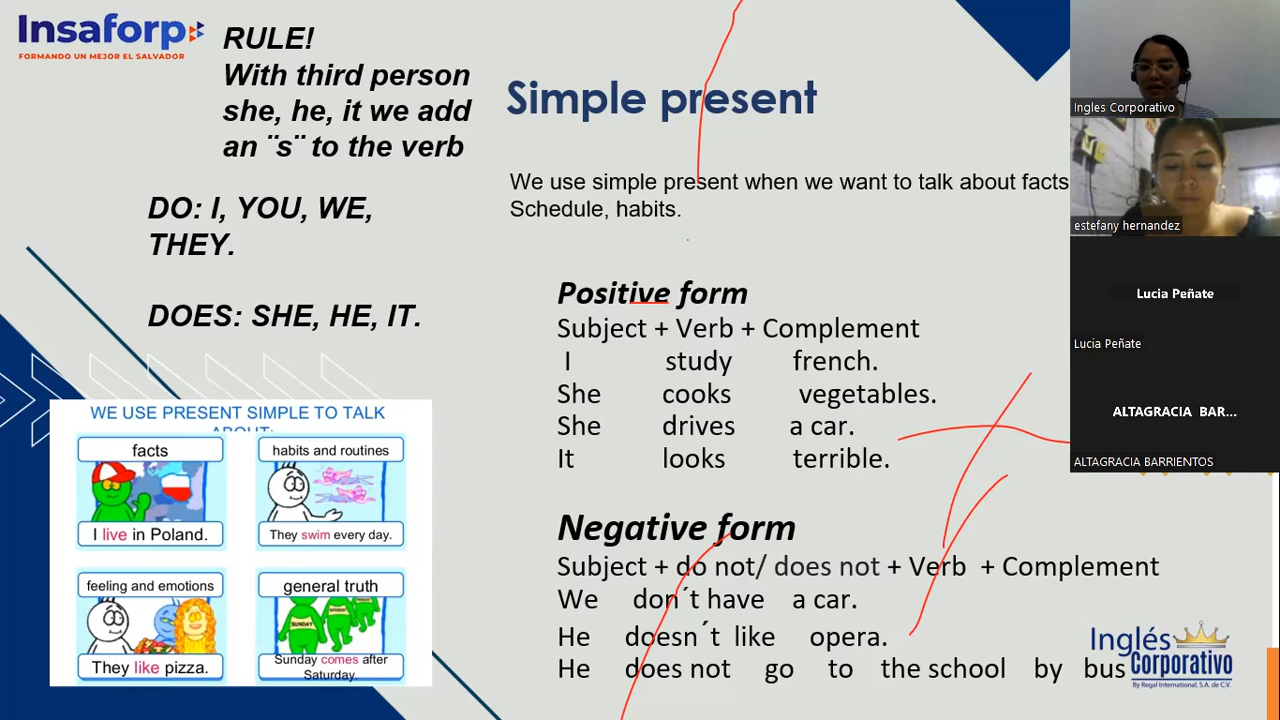 Insaforp
FORMANDO UN MEJOR EL SALVADOR
RULE!
With third person
she, he, it we add
an ¨s¨ to the verb
DO: I, YOU, WE,
THEY.
DOES: SHE, HE, IT.
WE USE PRESENT SIMPLE TO TALK
facts
I live in Poland.
habits and routines
They swim every day.
feeling and emotions
They like pizza.
general truth
SUNDAY
Sunday comes after
Saturday.
Simple present
We use simple present when we want to talk about facts
Schedule, habits.
Positive form
Subject + Verb + Complement
I study french.
She cooks vegetables.
She drives a car.
It looks terrible.
Negative form
Subject + do not/ does not + Verb + Complement
We don´t have a car.
He doesn´t like opera.
He does not go to the school by bus
Inglés
Corporativo
By Regal International, S.A. de C.V.
Ingles Corporativo
estefany hernandez
Lucia Peñate
Lucia Peñate
ALTAGRACIA BAR...
ALTAGRACIA BARRIENTOS